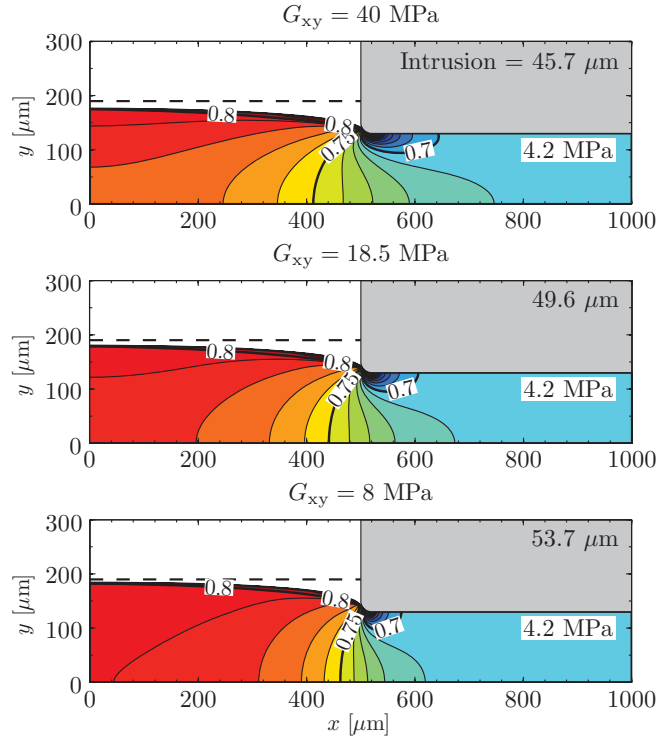 G_xy = 40 MPa
300
200
100
0
y [μm]
Intrusion = 45.7 μm
4.2 MPa
0.8
0.8
0.75
0.7
0 200 400 600 800 1000
G_xy = 18.5 MPa
300
200
100
0
y [μm]
49.6 μm
4.2 MPa
0.8
0.8
0.75
0.7
0 200 400 600 800 1000
G_xy = 8 MPa
300
200
100
0
y [μm]
53.7 μm
4.2 MPa
0.8
0.8
0.75
0.7
0 200 400 600 800 1000
x [μm]